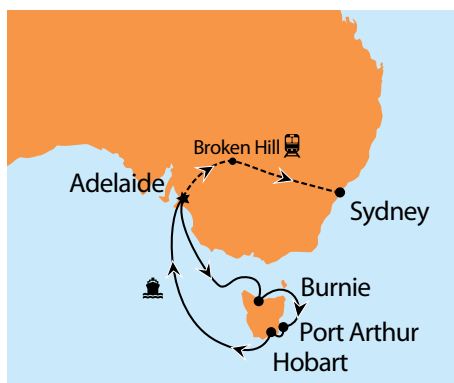 Broken Hill
Adelaide
Sydney
Burnie
Port Arthur
Hobart